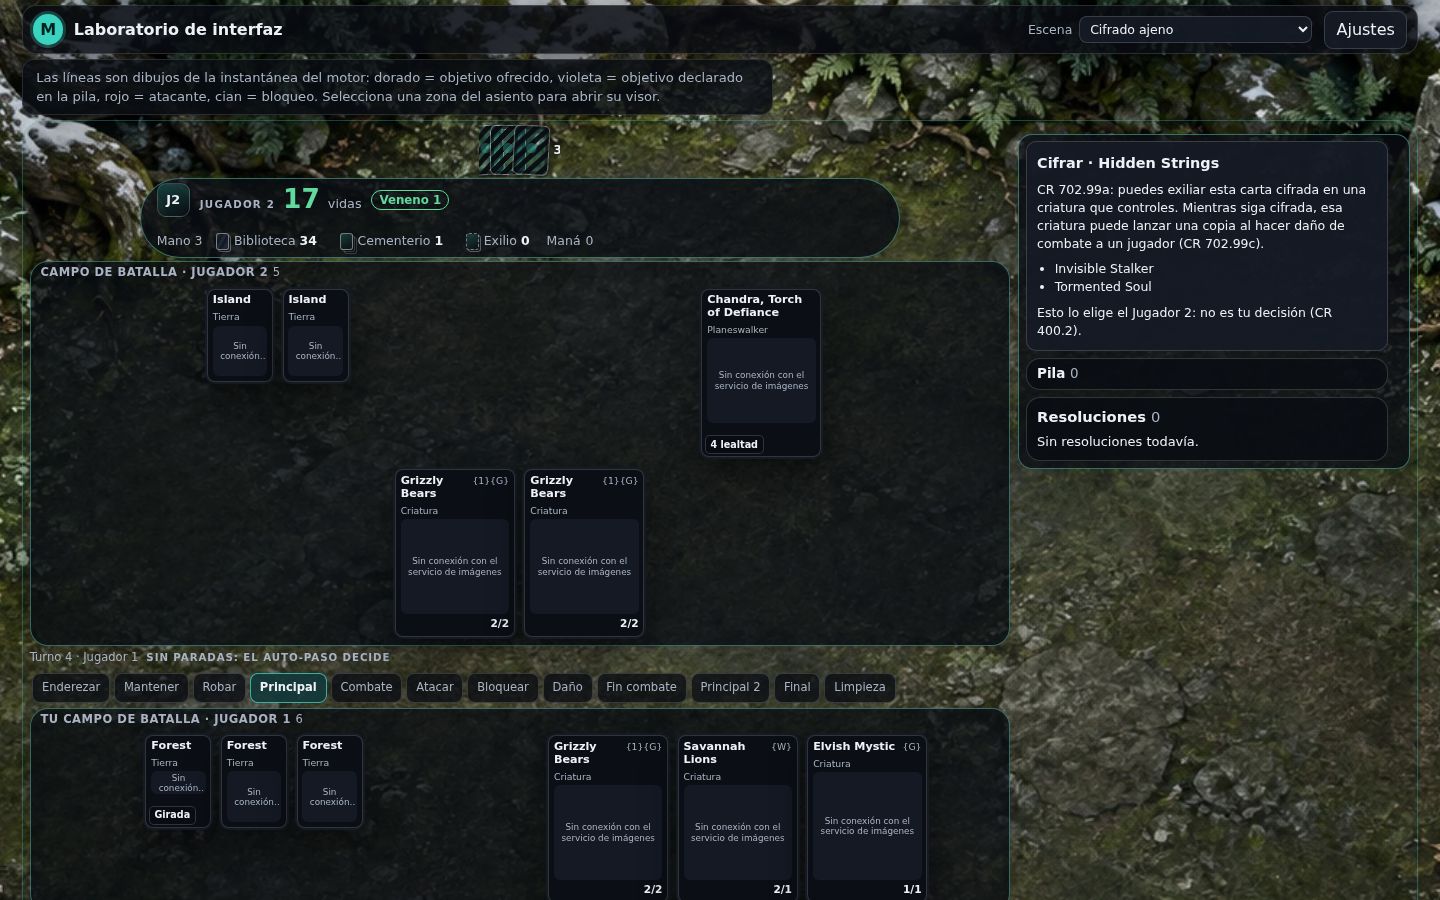 M Laboratorio de interfaz
Escena Cifrado ajeno Ajustes
Las líneas son dibujos de la instantánea del motor: dorado = objetivo ofrecido, violeta = objetivo declarado
en la pila, rojo = atacante, cian = bloqueo. Selecciona una zona del asiento para abrir su visor.
3
J2 JUGADOR 2 17 vidas Veneno 1
Mano 3 Biblioteca 34 Cementerio 1 Exilio 0 Maná 0
CAMPO DE BATALLA · JUGADOR 2 5
Island
Tierra
Sin
conexión..
Island
Tierra
Sin
conexión..
Chandra, Torch
of Defiance
Planeswalker
Sin conexión con el
servicio de imágenes
4 lealtad
Grizzly
Bears
{1}{G}
Criatura
Sin conexión con el
servicio de imágenes
2/2
Grizzly
Bears
{1}{G}
Criatura
Sin conexión con el
servicio de imágenes
2/2
Turno 4 · Jugador 1 SIN PARADAS: EL AUTO-PASO DECIDE
Enderezar Mantener Robar Principal Combate Atacar Bloquear Daño Fin combate Principal 2 Final Limpieza
TU CAMPO DE BATALLA · JUGADOR 1 6
Forest
Tierra
Sin
conexión..
Girada
Forest
Tierra
Sin
conexión..
Forest
Tierra
Sin
conexión..
Grizzly
Bears
{1}{G}
Criatura
Sin conexión con el
servicio de imágenes
2/2
Savannah
Lions
{W}
Criatura
Sin conexión con el
servicio de imágenes
2/1
Elvish Mystic {G}
Criatura
Sin conexión con el
servicio de imágenes
1/1
Cifrar · Hidden Strings
CR 702.99a: puedes exiliar esta carta cifrada en una
criatura que controles. Mientras siga cifrada, esa
criatura puede lanzar una copia al hacer daño de
combate a un jugador (CR 702.99c).
• Invisible Stalker
• Tormented Soul
Esto lo elige el Jugador 2: no es tu decisión (CR
400.2).
Pila 0
Resoluciones 0
Sin resoluciones todavía.